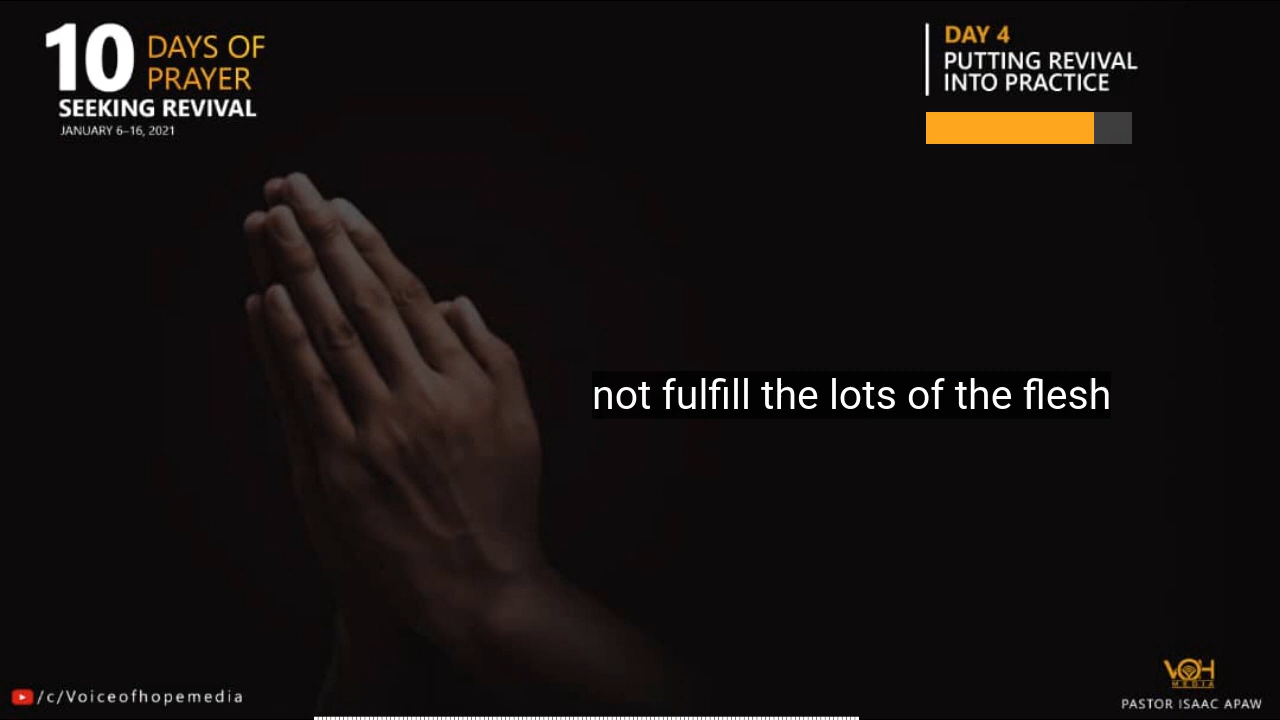 10 DAYS OF
PRAYER
SEEKING REVIVAL
JANUARY 6-16, 2021
DAY 4
PUTTING REVIVAL
INTO PRACTICE
not fulfill the lots of the flesh
/c/Voiceofhopemedia
VOH
MEDIA
PASTOR ISAAC APAW